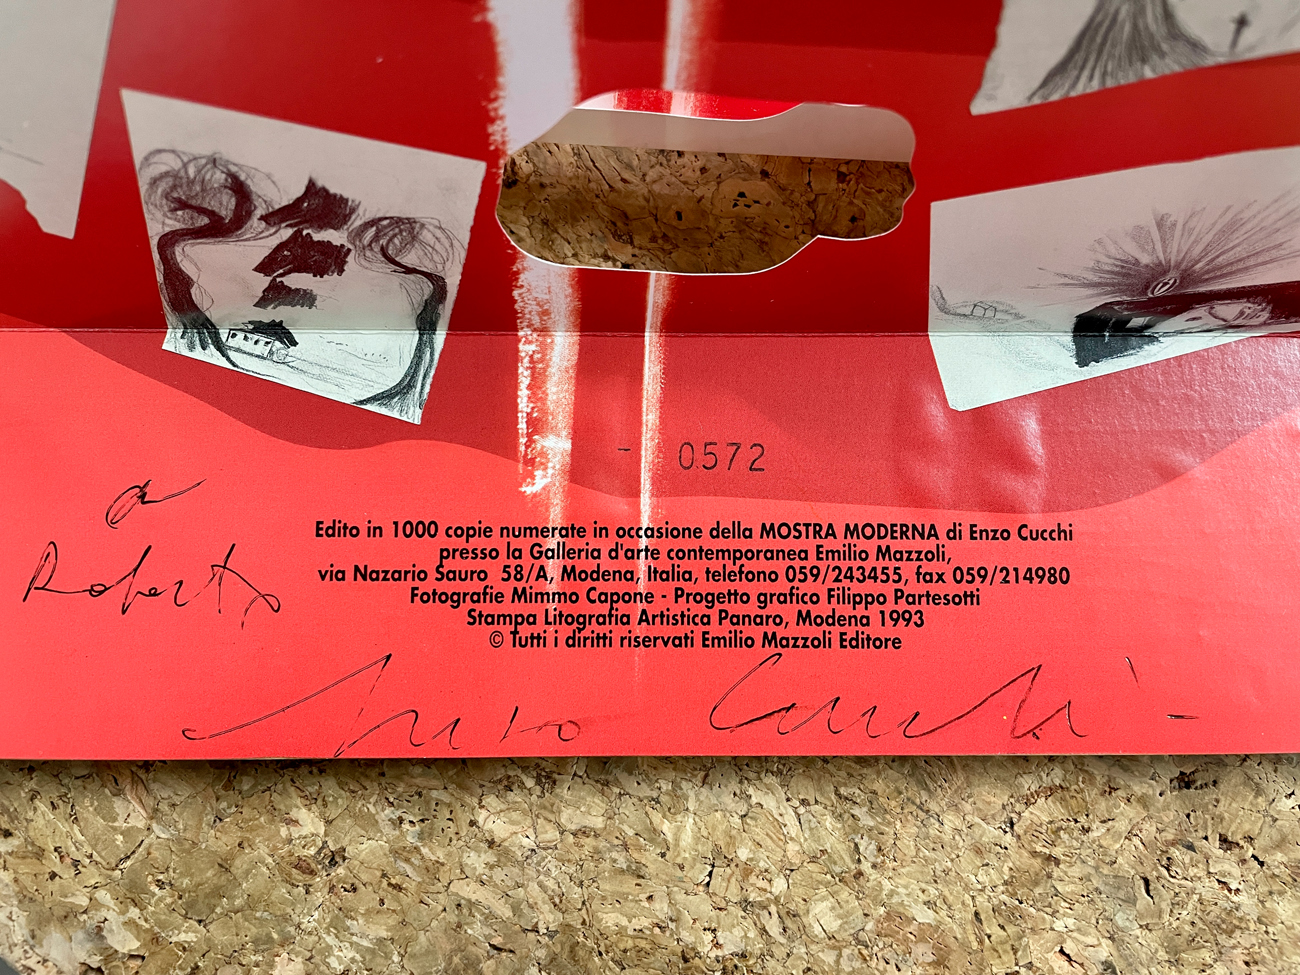 - 0572
a
Roberto
Edito in 1000 copie numerate in occasione della MOSTRA MODERNA di Enzo Cucchi
presso la Galleria d'arte contemporanea Emilio Mazzoli,
via Nazario Sauro 58/A, Modena, Italia, telefono 059/243455, fax 059/214980
Fotografie Mimmo Capone - Progetto grafico Filippo Partesotti
Stampa Litografia Artistica Panaro, Modena 1993
© Tutti i diritti riservati Emilio Mazzoli Editore
Enzo Cucchi -